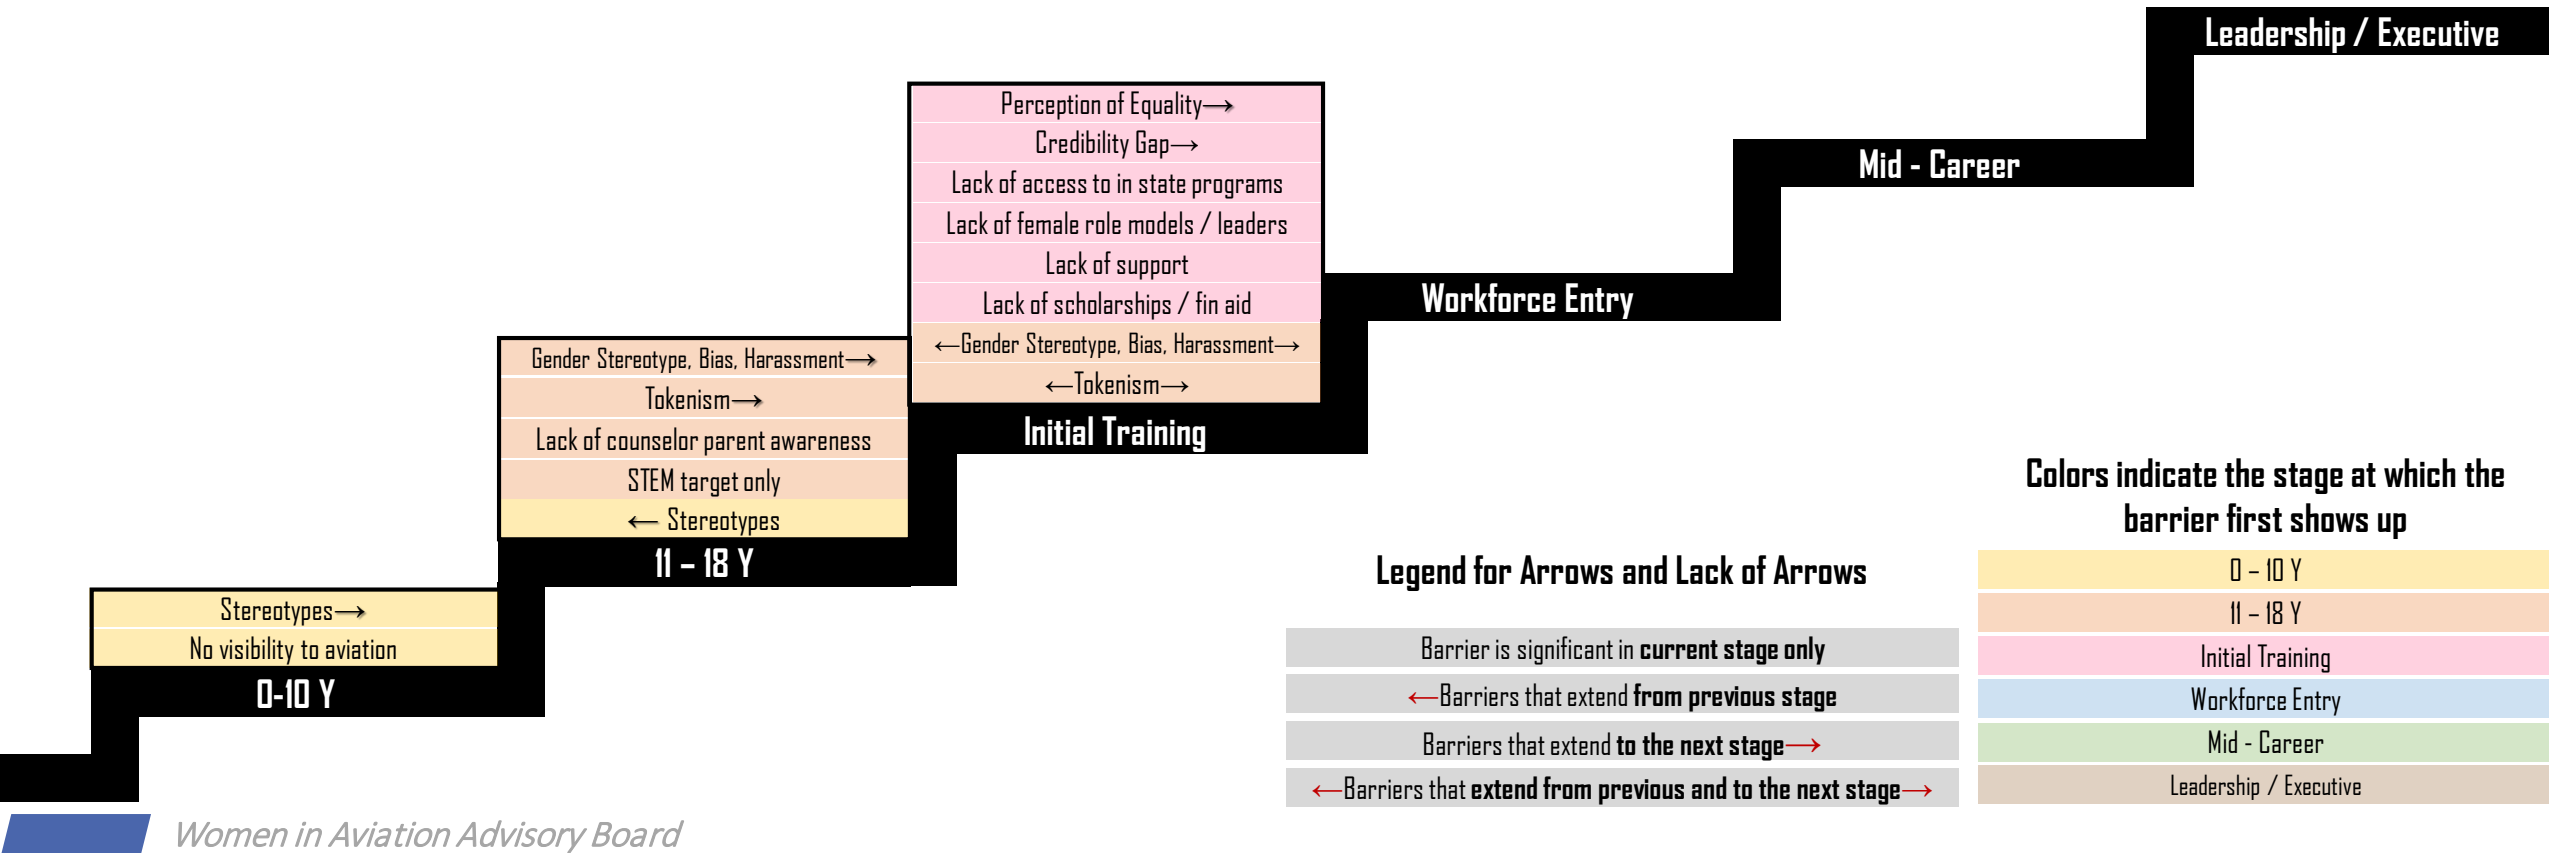 Leadership / Executive
Perception of Equality→
Credibility Gap→
Lack of access to in state programs
Lack of female role models / leaders
Lack of support
Lack of scholarships / fin aid
←Gender Stereotype, Bias, Harassment→
←Tokenism→
Initial Training
Mid - Career
Workforce Entry
Gender Stereotype, Bias, Harassment→
Tokenism→
Lack of counselor parent awareness
STEM target only
← Stereotypes
11 – 18 Y
Stereotypes→
No visibility to aviation
0-10 Y
Legend for Arrows and Lack of Arrows
Barrier is significant in current stage only
←Barriers that extend from previous stage
Barriers that extend to the next stage→
←Barriers that extend from previous and to the next stage→
Colors indicate the stage at which the
barrier first shows up
0 – 10 Y
11 – 18 Y
Initial Training
Workforce Entry
Mid - Career
Leadership / Executive
Women in Aviation Advisory Board